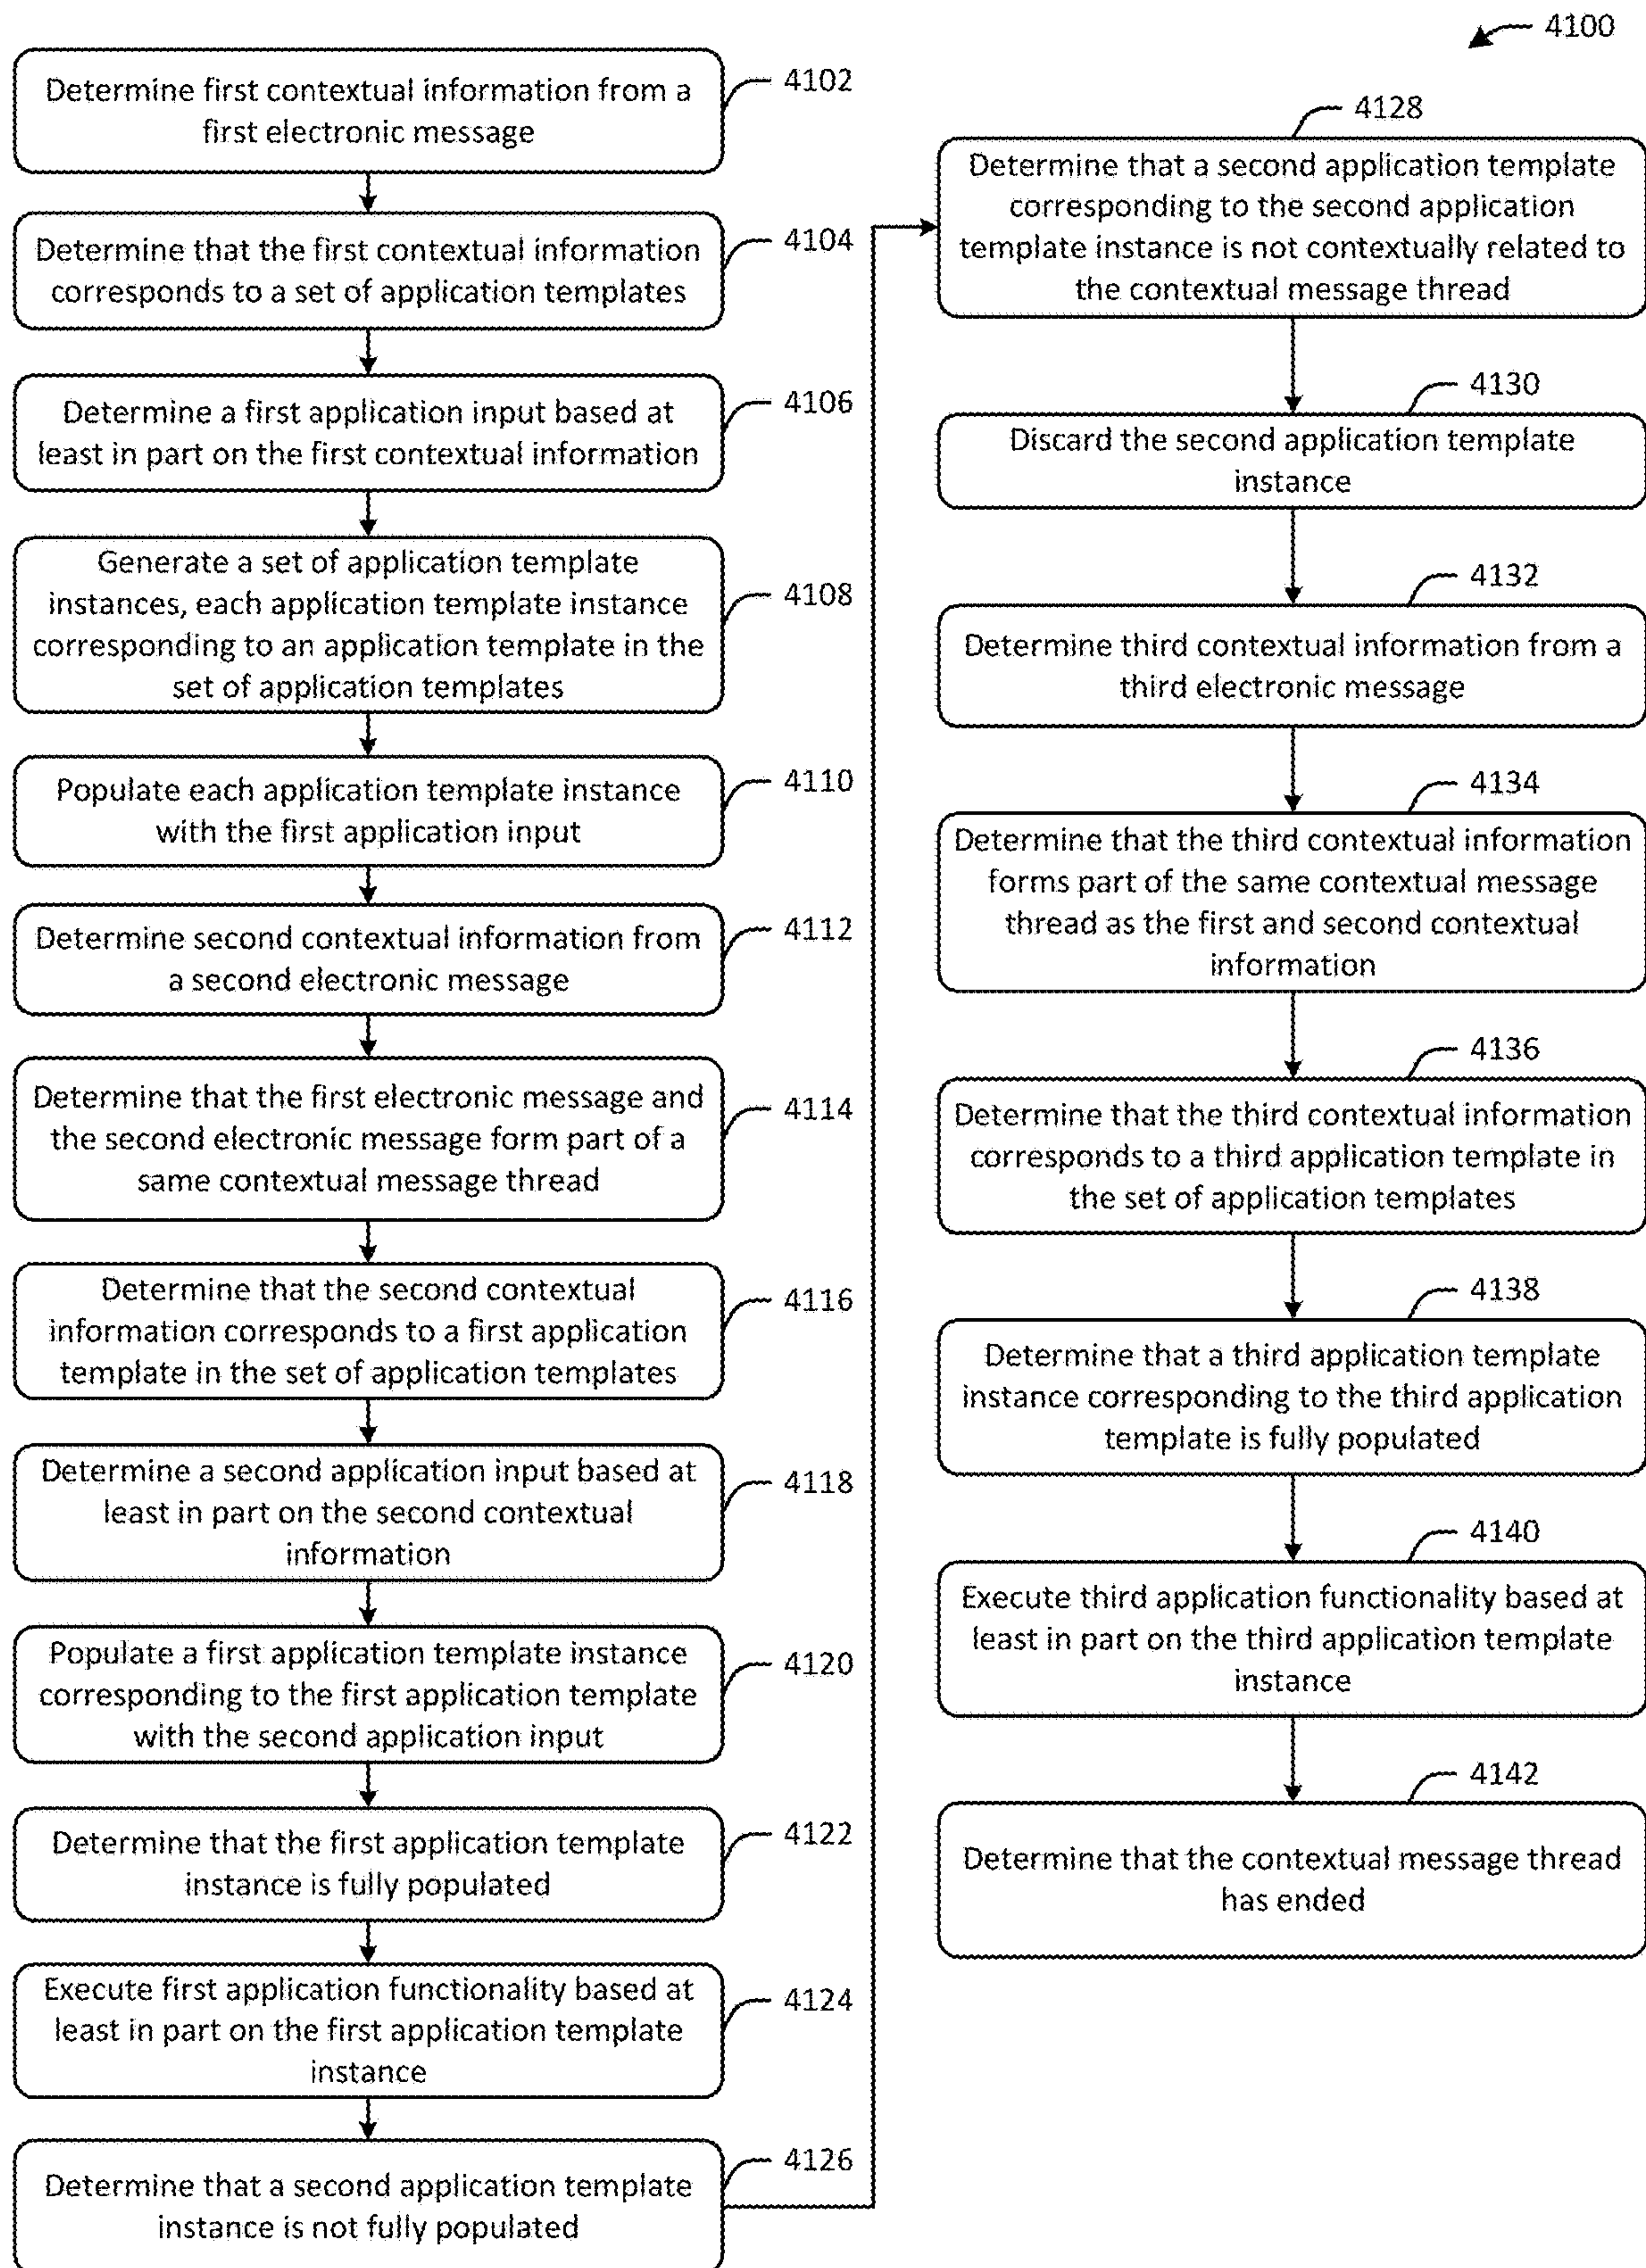 4100
Determine first contextual information from a
first electronic message
4102
Determine that the first contextual information
corresponds to a set of application templates
4104
Determine a first application input based at
least in part on the first contextual information
4106
Generate a set of application template
instances, each application template instance
corresponding to an application template in the
set of application templates
4108
Populate each application template instance
with the first application input
4110
Determine second contextual information from
a second electronic message
4112
Determine that the first electronic message and
the second electronic message form part of a
same contextual message thread
4114
Determine that the second contextual
information corresponds to a first application
template in the set of application templates
4116
Determine a second application input based at
least in part on the second contextual
information
4118
Populate a first application template instance
corresponding to the first application template
with the second application input
4120
Determine that the first application template
instance is fully populated
4122
Execute first application functionality based at
least in part on the first application template
instance
4124
Determine that a second application template
instance is not fully populated
4126
4128
Determine that a second application template
corresponding to the second application
template instance is not contextually related to
the contextual message thread
4130
Discard the second application template
instance
4132
Determine third contextual information from a
third electronic message
4134
Determine that the third contextual information
forms part of the same contextual message
thread as the first and second contextual
information
4136
Determine that the third contextual information
corresponds to a third application template in
the set of application templates
4138
Determine that a third application template
instance corresponding to the third application
template is fully populated
4140
Execute third application functionality based at
least in part on the third application template
instance
4142
Determine that the contextual message thread
has ended